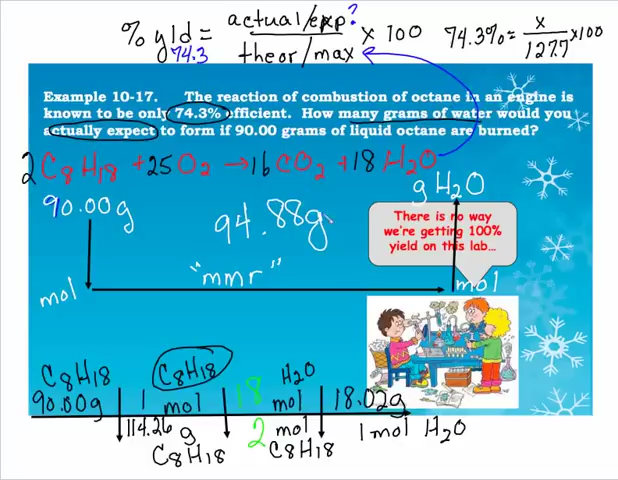 % yld = actual/exp? / theor/max x 100
74.3
74.3% = x / 127.7 x 100
Example 10-17. The reaction of combustion of octane in an engine is
known to be only 74.3% efficient. How many grams of water would you
actually expect to form if 90.00 grams of liquid octane are burned?
2 C8H18 + 25 O2 → 16 CO2 + 18 H2O
90.00g
g H2O
94.88g
There is no way
we're getting 100%
yield on this lab...
"mmr"
mol
mol
C8H18
C8H18
H2O
90.00g 1 mol 18 mol 18.02g
114.26 g 2 mol 1 mol H2O
C8H18 C8H18